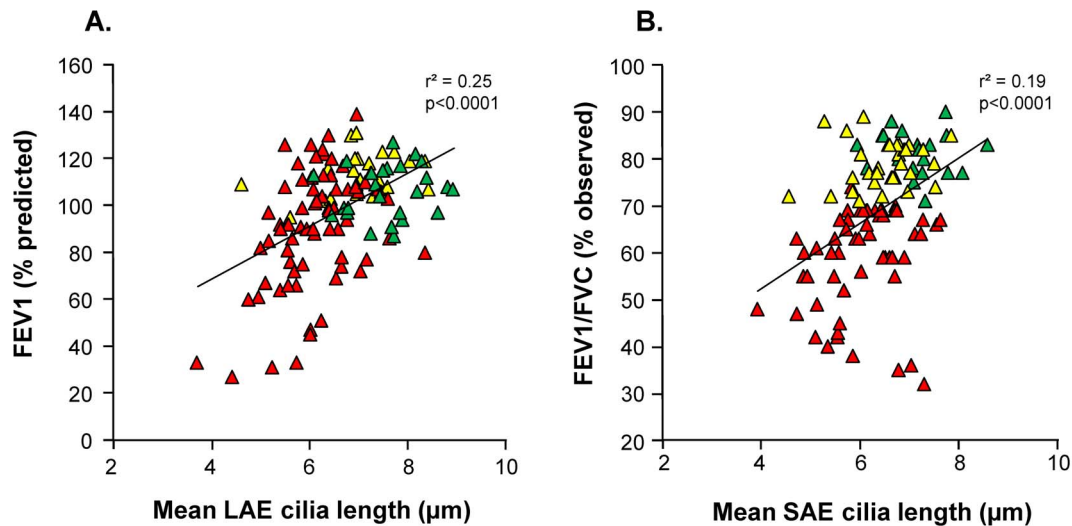 A.
FEV1 (% predicted)
160
140
120
100
80
60
40
20
0
r² = 0.25
p<0.0001
2
4
6
8
10
Mean LAE cilia length (μm)
B.
FEV1/FVC (% observed)
100
90
80
70
60
50
40
30
20
r² = 0.19
p<0.0001
2
4
6
8
10
Mean SAE cilia length (μm)